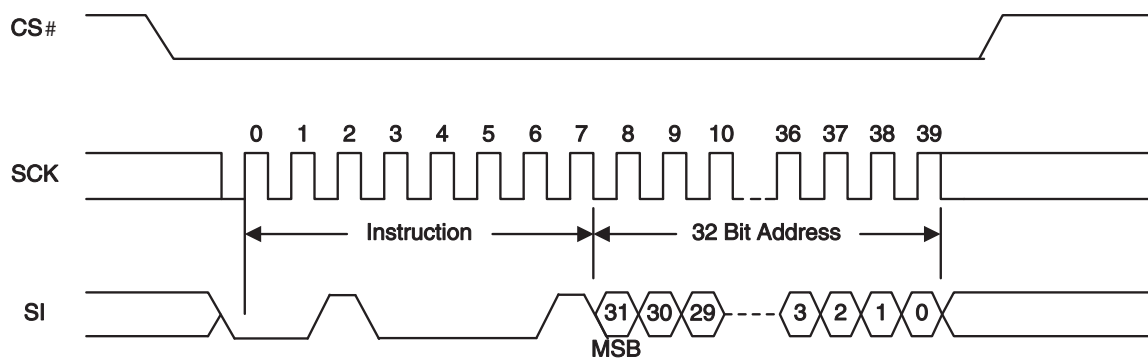 CS#
0 1 2 3 4 5 6 7 8 9 10 36 37 38 39
SCK
Instruction 32 Bit Address
SI 31 30 29 3 2 1 0
MSB